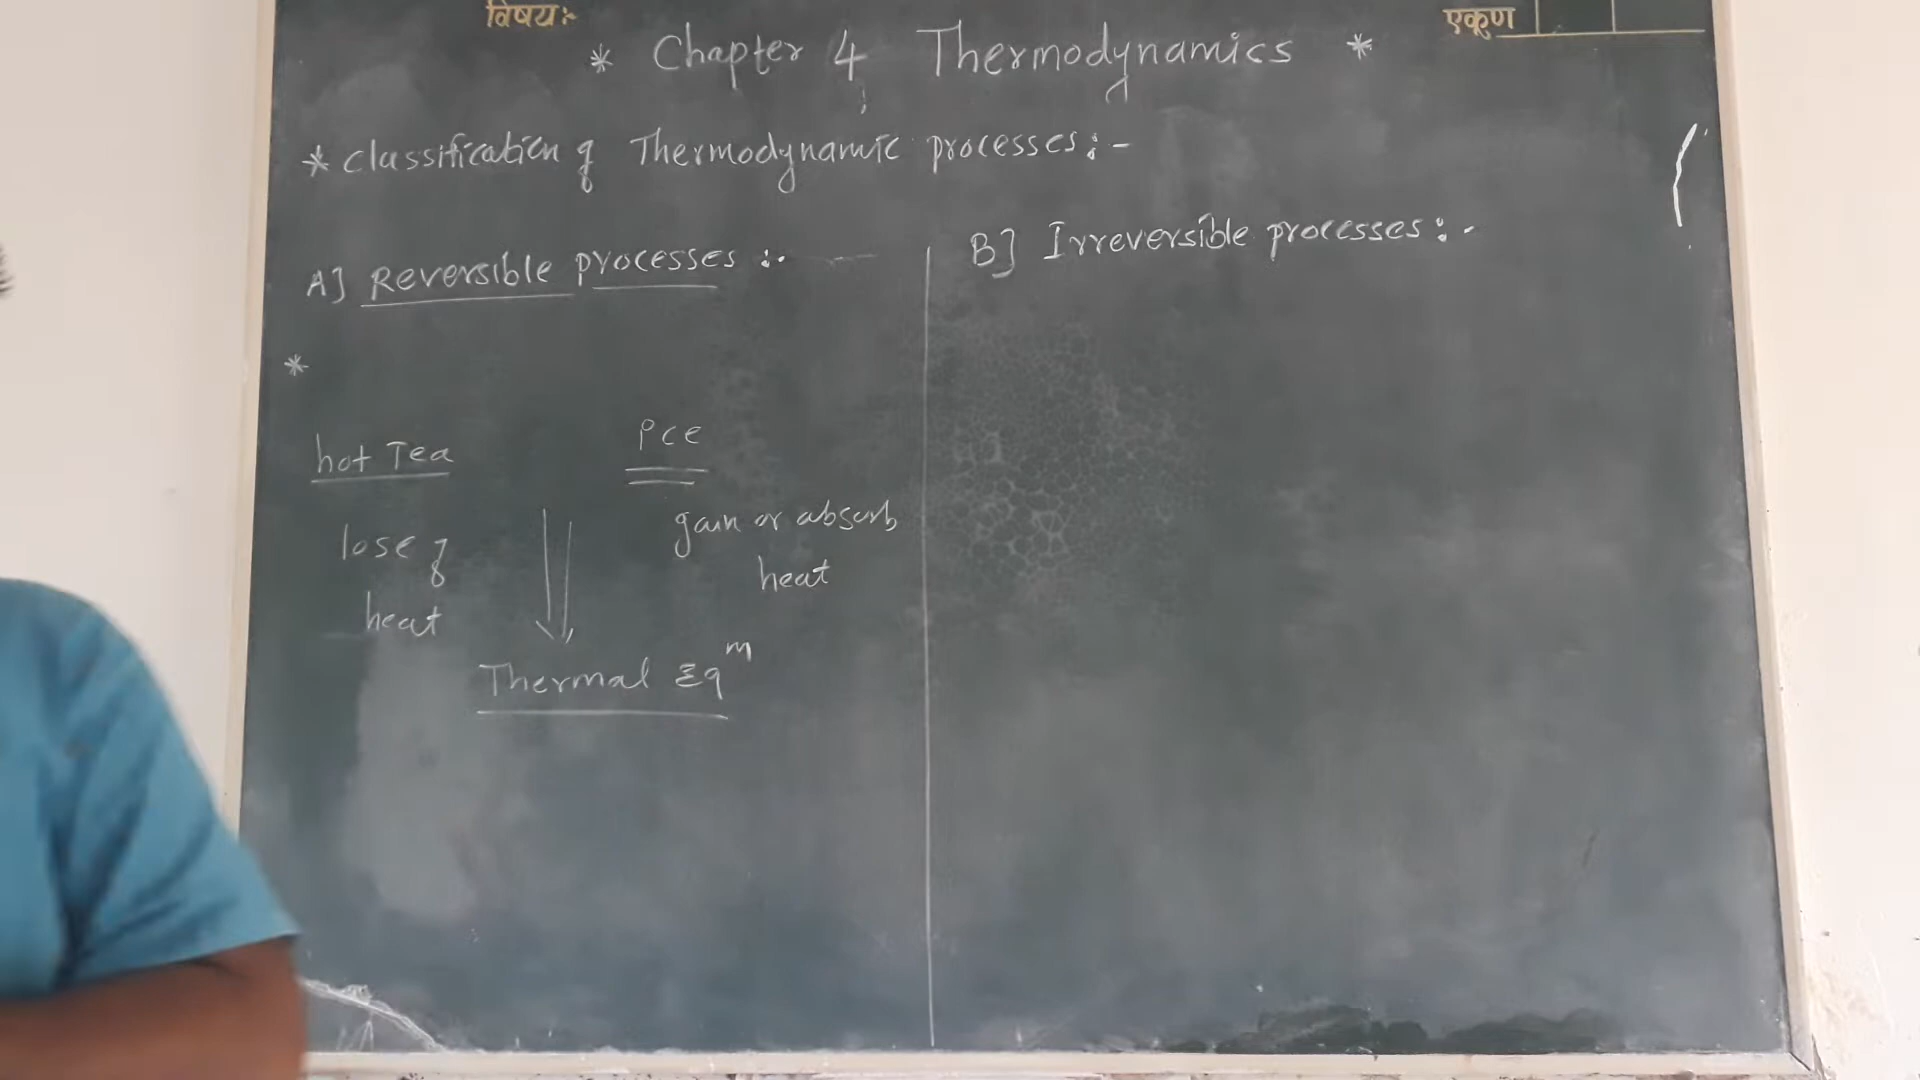 विषय:-
एकूण
* Chapter 4 Thermodynamics *
* Classification of Thermodynamic processes :-
A] Reversible processes :-
B] Irreversible processes :-
*
hot Tea
Ice
lose of
heat
gain or absorb
heat
Thermal Eqᵐ